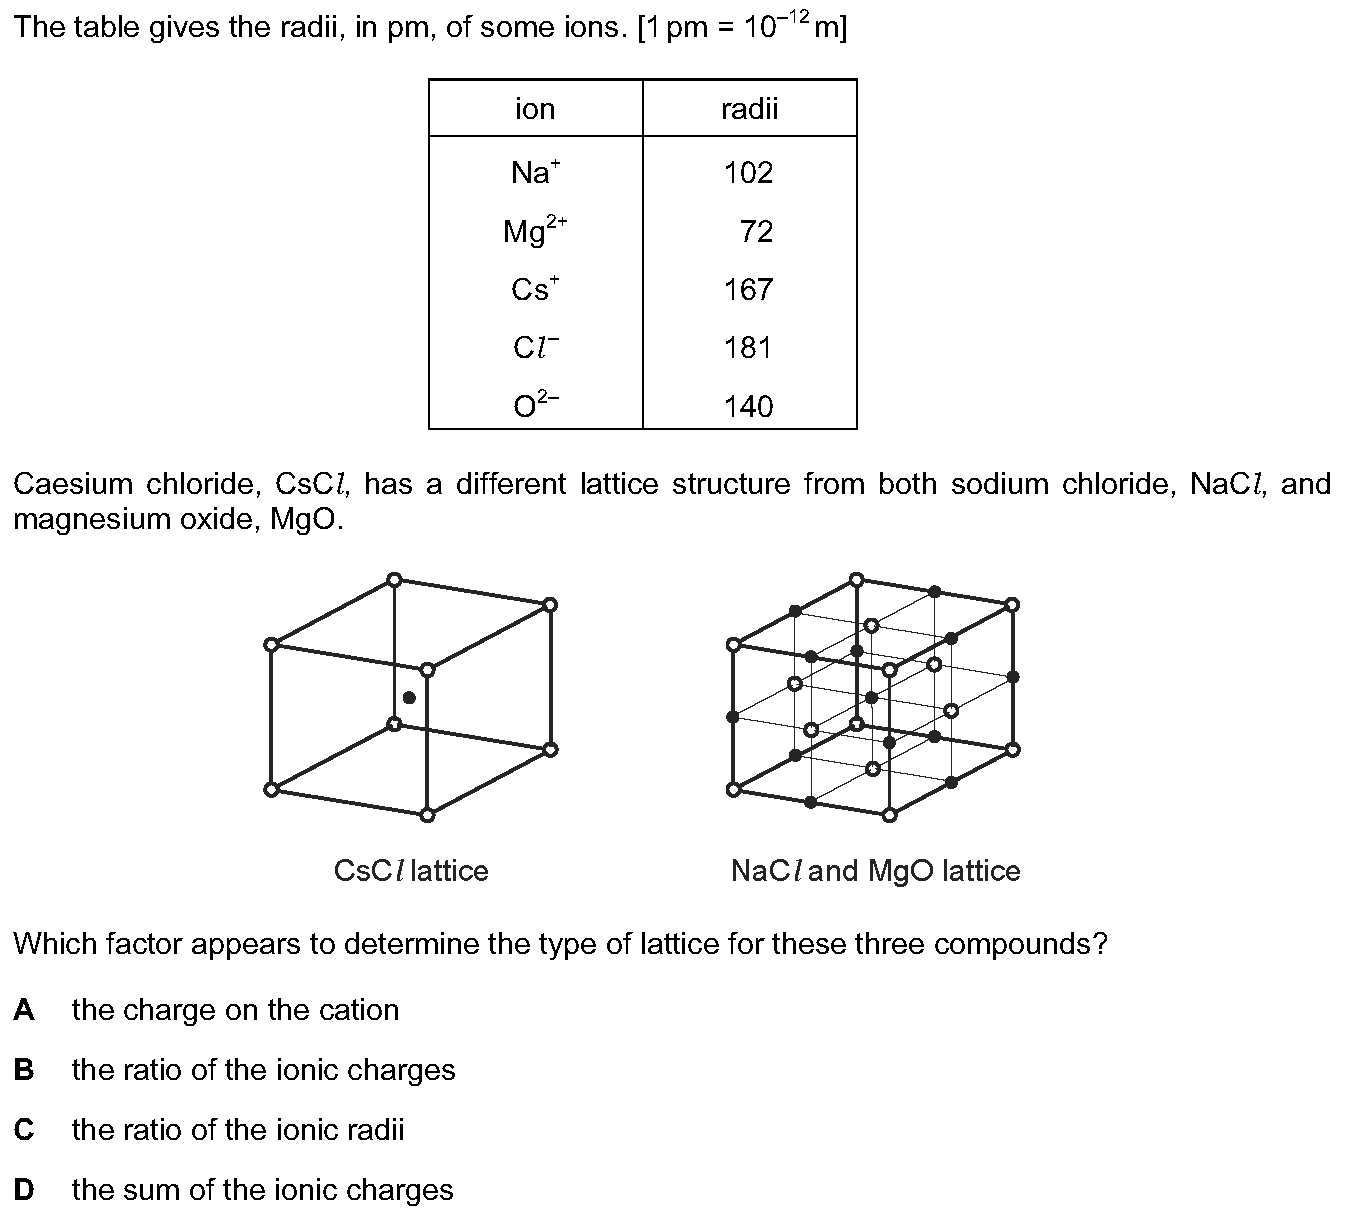 The table gives the radii, in pm, of some ions. [1 pm = 10⁻¹² m]
ion radii
Na⁺ 102
Mg²⁺ 72
Cs⁺ 167
Cl⁻ 181
O²⁻ 140
Caesium chloride, CsCl, has a different lattice structure from both sodium chloride, NaCl, and
magnesium oxide, MgO.
CsCl lattice NaCl and MgO lattice
Which factor appears to determine the type of lattice for these three compounds?
A the charge on the cation
B the ratio of the ionic charges
C the ratio of the ionic radii
D the sum of the ionic charges